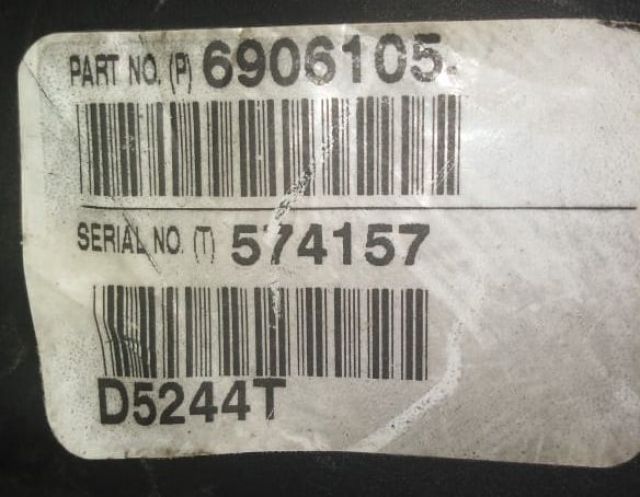 PART NO. (P) 6906105
SERIAL NO. (T) 574157
D5244T